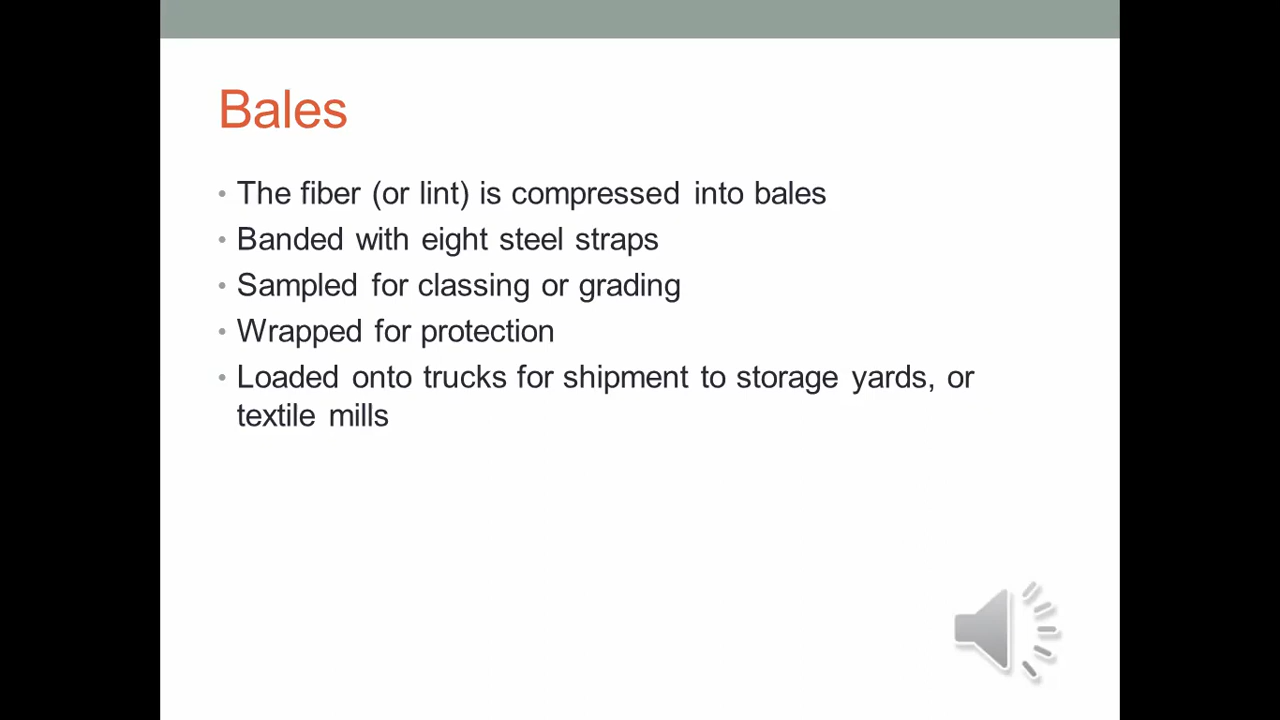 Bales
• The fiber (or lint) is compressed into bales
• Banded with eight steel straps
• Sampled for classing or grading
• Wrapped for protection
• Loaded onto trucks for shipment to storage yards, or
textile mills